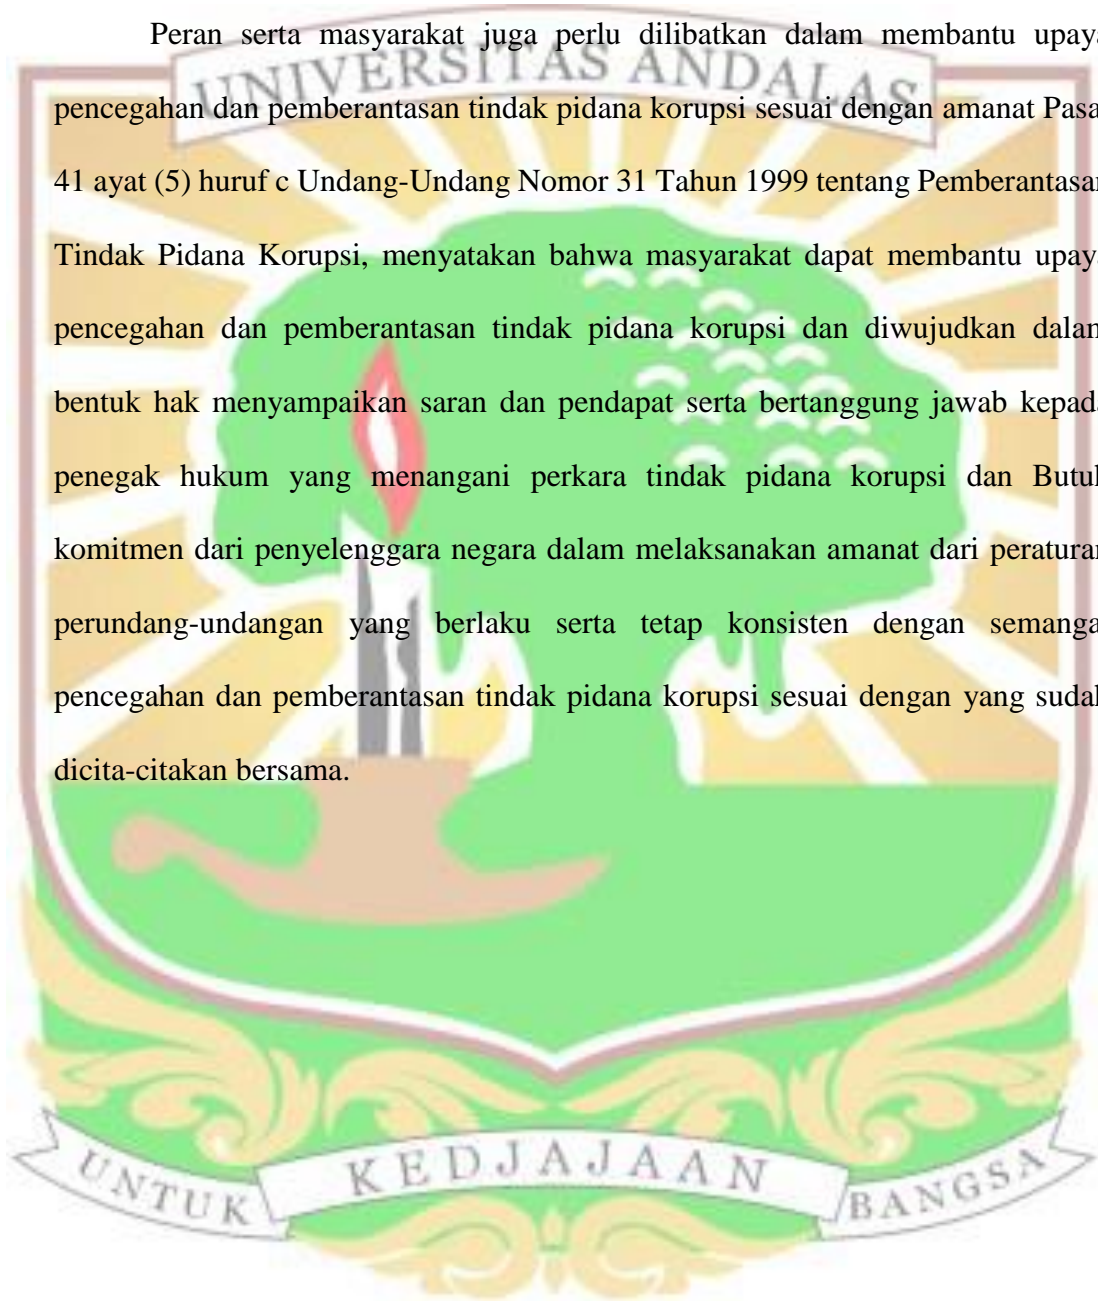 Peran serta masyarakat juga perlu dilibatkan dalam membantu upaya
UNIVERSITAS ANDALAS
pencegahan dan pemberantasan tindak pidana korupsi sesuai dengan amanat Pasa
41 ayat (5) huruf c Undang-Undang Nomor 31 Tahun 1999 tentang Pemberantasan
Tindak Pidana Korupsi, menyatakan bahwa masyarakat dapat membantu upaya
pencegahan dan pemberantasan tindak pidana korupsi dan diwujudkan dalam
bentuk hak menyampaikan saran dan pendapat serta bertanggung jawab kepada
penegak hukum yang menangani perkara tindak pidana korupsi dan Butuh
komitmen dari penyelenggara negara dalam melaksanakan amanat dari peraturan
perundang-undangan yang berlaku serta tetap konsisten dengan semanga
pencegahan dan pemberantasan tindak pidana korupsi sesuai dengan yang sudah
dicita-citakan bersama.
UNTUK KEDJAJAAN BANGSA